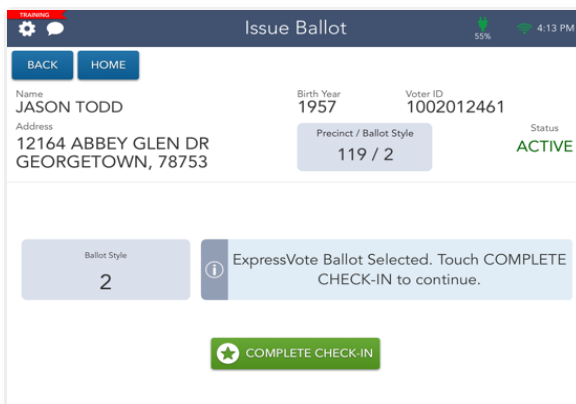 TRAINING
Issue Ballot
55%
4:13 PM
BACK
HOME
Name
JASON TODD
Birth Year
1957
Voter ID
1002012461
Address
12164 ABBEY GLEN DR
GEORGETOWN, 78753
Precinct / Ballot Style
119 / 2
Status
ACTIVE
Ballot Style
2
ExpressVote Ballot Selected. Touch COMPLETE
CHECK-IN to continue.
COMPLETE CHECK-IN